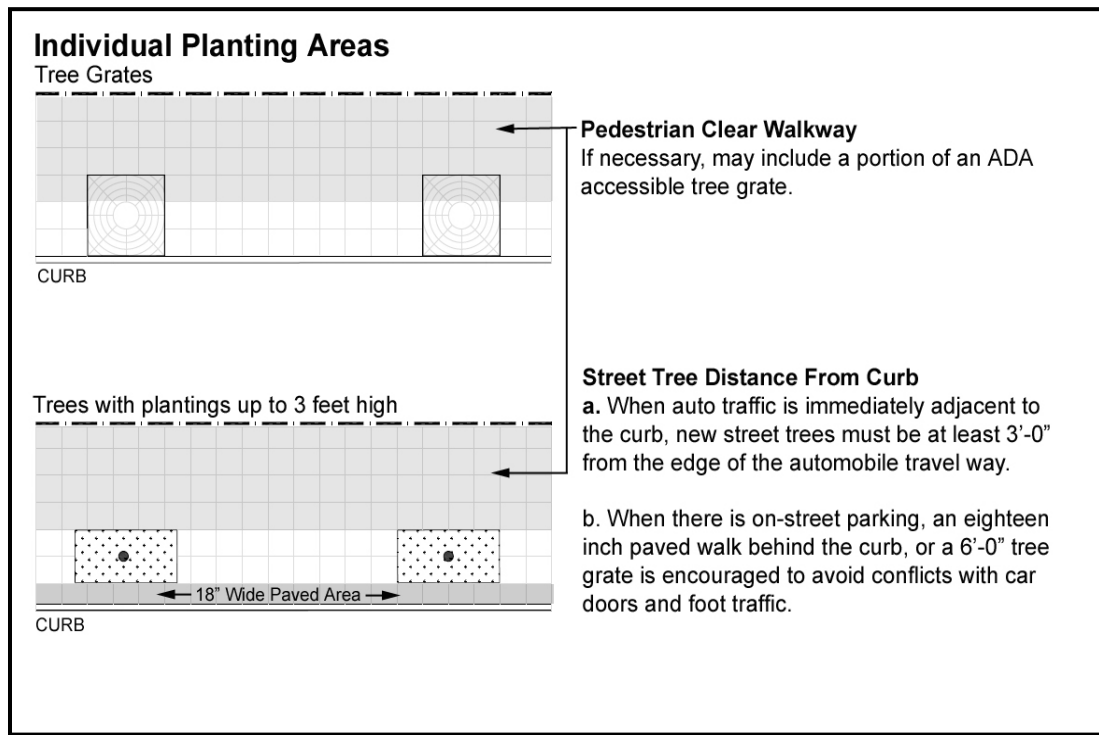 Individual Planting Areas
Tree Grates
Pedestrian Clear Walkway
If necessary, may include a portion of an ADA
accessible tree grate.
CURB
Street Tree Distance From Curb
a. When auto traffic is immediately adjacent to
the curb, new street trees must be at least 3’-0”
from the edge of the automobile travel way.
b. When there is on-street parking, an eighteen
inch paved walk behind the curb, or a 6’-0” tree
grate is encouraged to avoid conflicts with car
doors and foot traffic.
Trees with plantings up to 3 feet high
18” Wide Paved Area
CURB